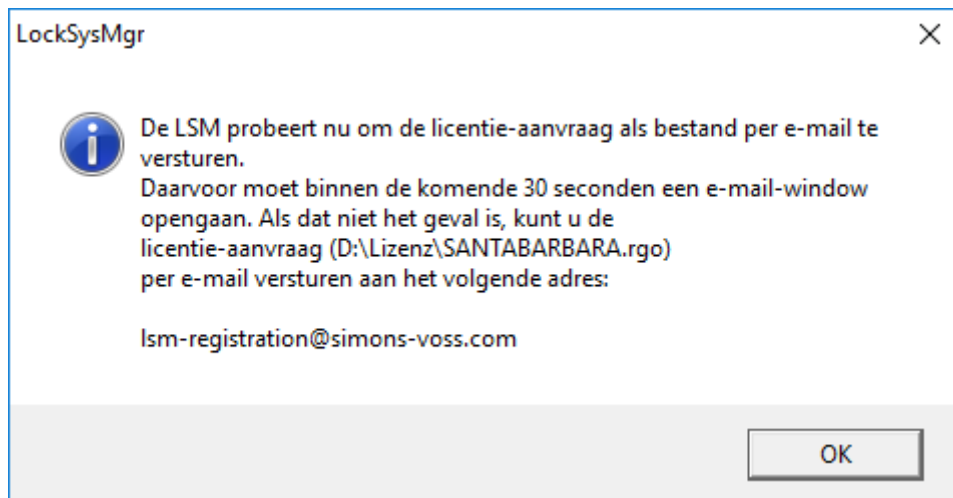 LockSysMgr
De LSM probeert nu om de licentie-aanvraag als bestand per e-mail te
versturen.
Daarvoor moet binnen de komende 30 seconden een e-mail-window
opengaan. Als dat niet het geval is, kunt u de
licentie-aanvraag (D:\Lizenz\SANTABARBARA.rgo)
per e-mail versturen aan het volgende adres:
lsm-registration@simons-voss.com
OK